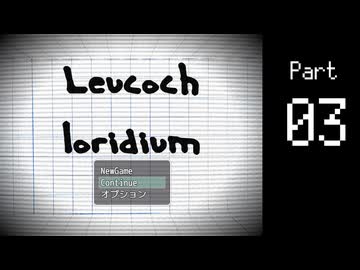 Leucoch
loridium
NewGame
Continue
オプション
Part
03